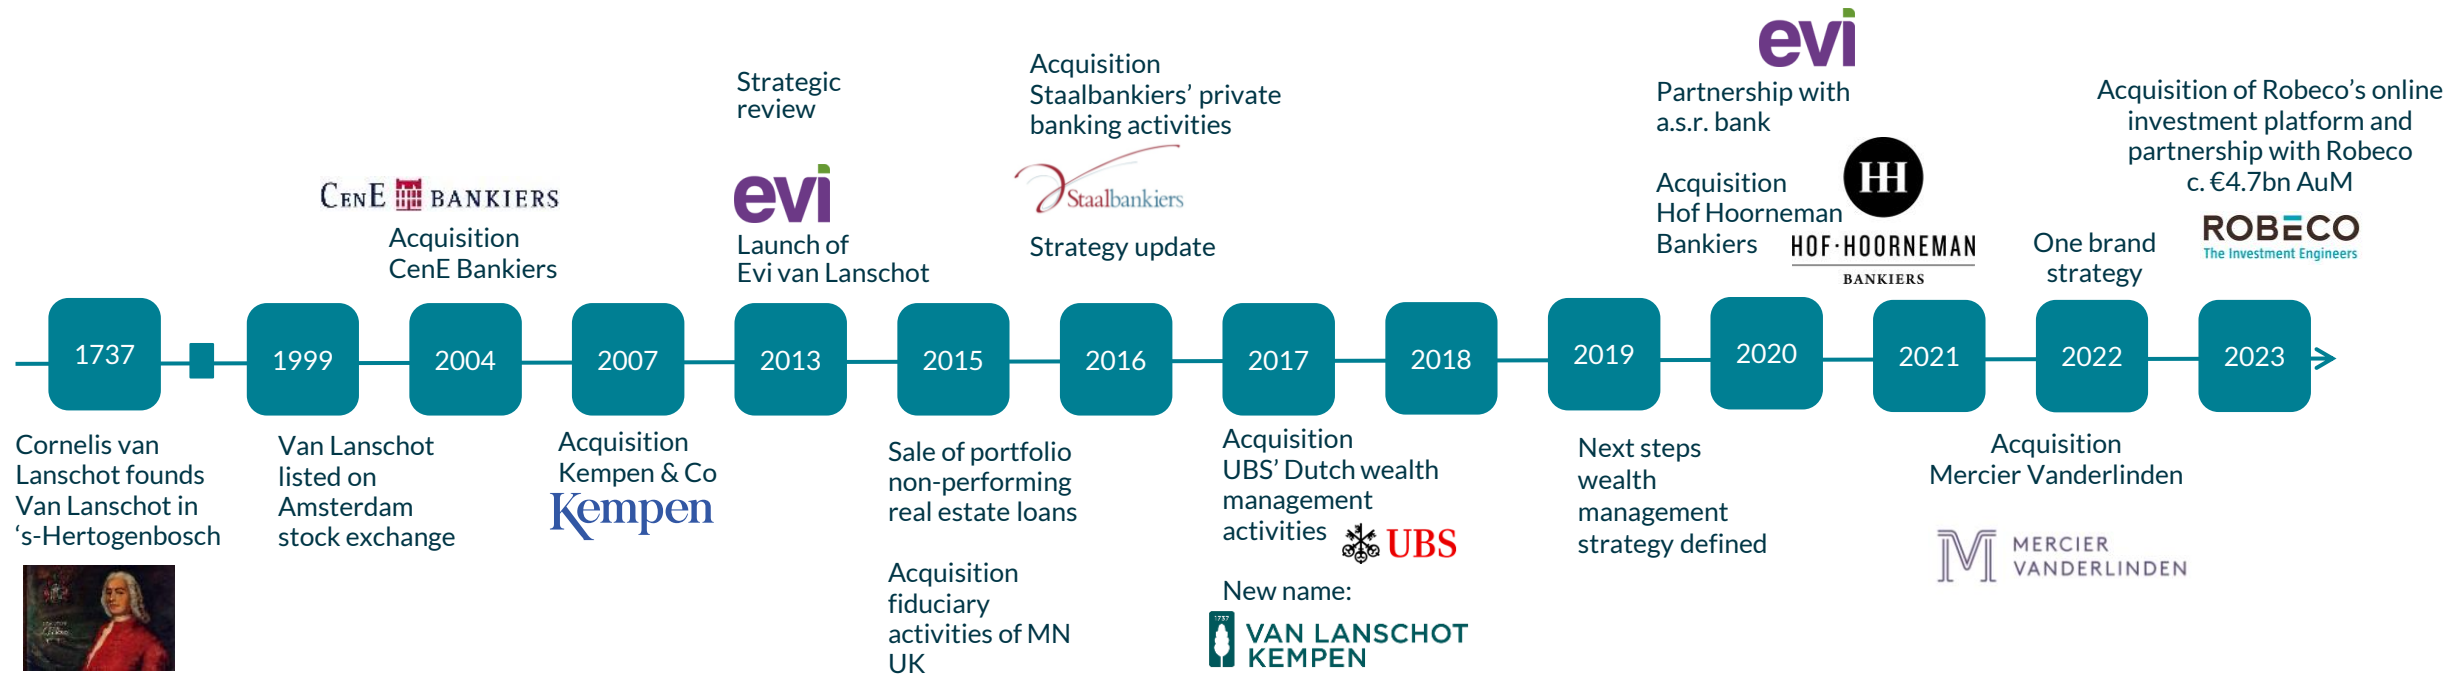 evi
Partnership with
a.s.r. bank
Acquisition
Hof Hoorneman
Bankiers
HH
HOF·HOORNEMAN
BANKIERS
Strategic
review
evi
Launch of
Evi van Lanschot
Acquisition
Staalbankiers’ private
banking activities
Staalbankiers
Strategy update
Acquisition of Robeco’s online
investment platform and
partnership with Robeco
c. €4.7bn AuM
ROBECO
The Investment Engineers
One brand
strategy
CENE BANKIERS
Acquisition
CenE Bankiers
1737
1999
2004
2007
2013
2015
2016
2017
2018
2019
2020
2021
2022
2023
Cornelis van
Lanschot founds
Van Lanschot in
‘s-Hertogenbosch
Van Lanschot
listed on
Amsterdam
stock exchange
Acquisition
Kempen & Co
Kempen
Sale of portfolio
non-performing
real estate loans
Acquisition
fiduciary
activities of MN
UK
Acquisition
UBS’ Dutch wealth
management
activities
UBS
New name:
1737
VAN LANSCHOT
KEMPEN
Next steps
wealth
management
strategy defined
Acquisition
Mercier Vanderlinden
MERCIER
VANDERLINDEN